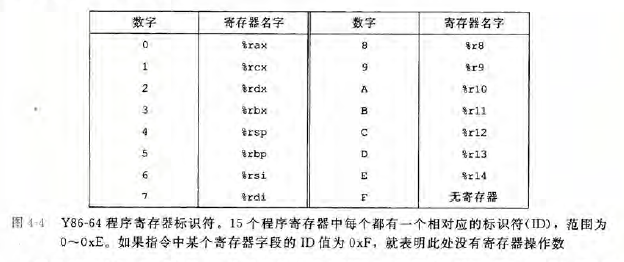 数字 寄存器名字 数字 寄存器名字
0 %rax 8 %r8
1 %rcx 9 %r9
2 %rdx A %r10
3 %rbx B %r11
4 %rsp C %r12
5 %rbp D %r13
6 %rsi E %r14
7 %rdi F 无寄存器
图 4-4 Y86-64 程序寄存器标识符。15 个程序寄存器中每个都有一个相对应的标识符(ID)，范围为
0～0xE。如果指令中某个寄存器字段的 ID 值为 0xF，就表明此处没有寄存器操作数